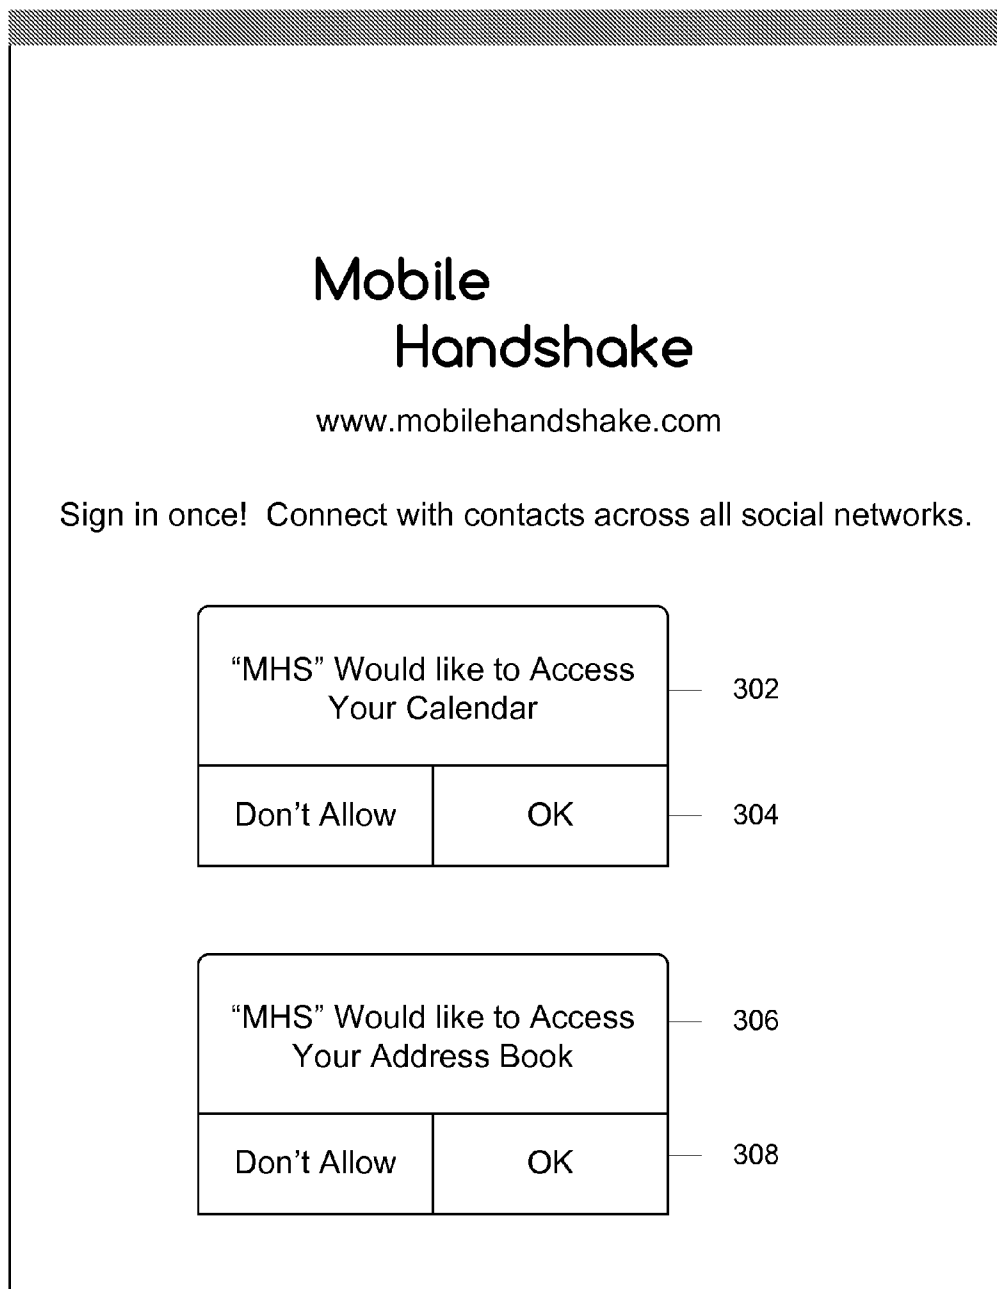 Mobile
Handshake
www.mobilehandshake.com
Sign in once!  Connect with contacts across all social networks.
“MHS” Would like to Access
Your Calendar
302
Don’t Allow
OK
304
“MHS” Would like to Access
Your Address Book
306
Don’t Allow
OK
308